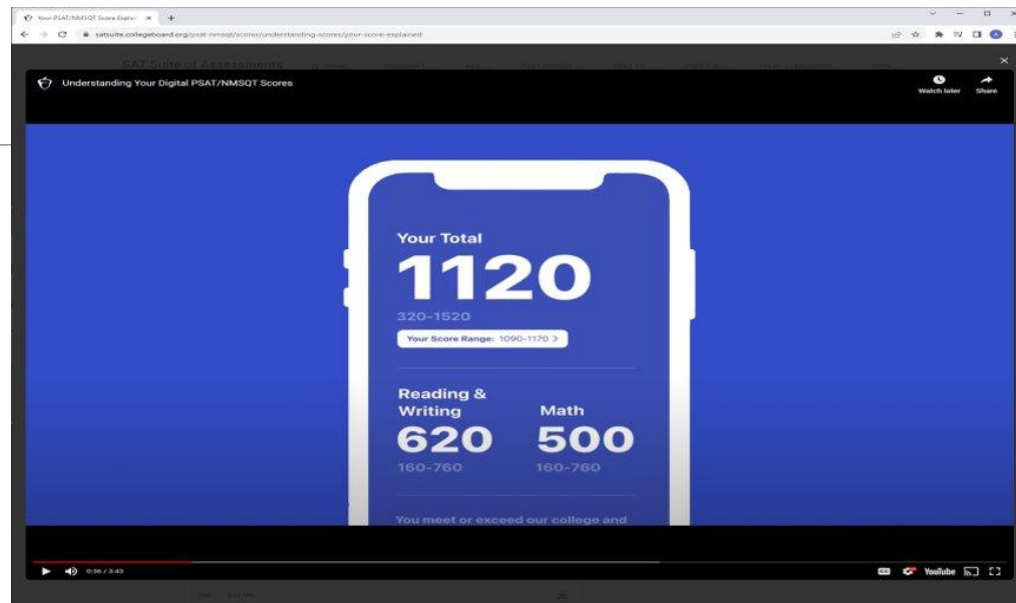 Your PSAT/NMSQT Score Explain
satsuite.collegeboard.org/psat-nmsqt/scores/understanding-scores/your-score-explained
SAT Suite of Assessments
Understanding Your Digital PSAT/NMSQT Scores
Watch later
Share
Your Total
1120
320-1520
Your Score Range: 1090-1170 >
Reading &
Writing
Math
620
500
160-760
160-760
You meet or exceed our college and
0:36 / 3:43
CC
YouTube